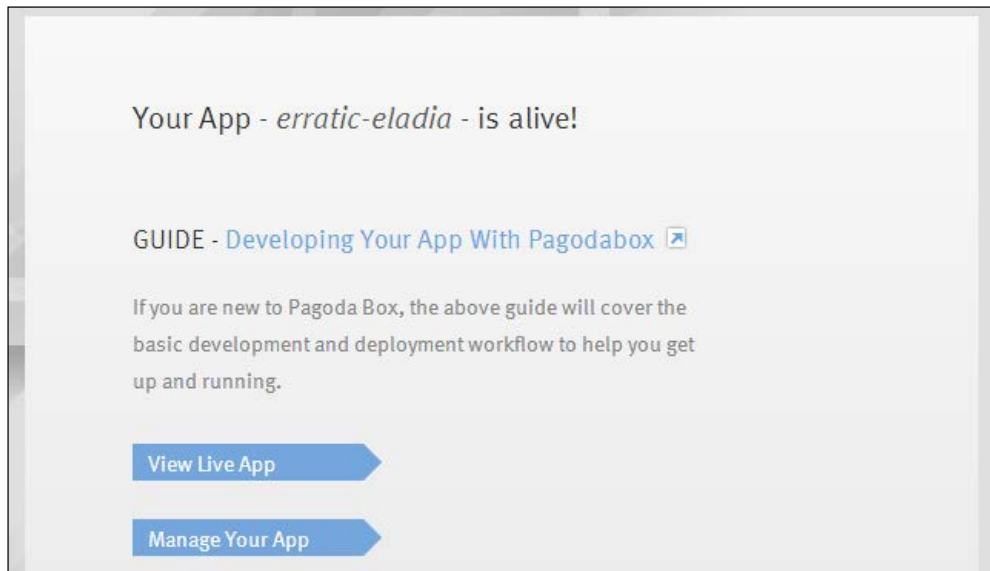 Your App - erratic-eladia - is alive!
GUIDE - Developing Your App With Pagodabox
If you are new to Pagoda Box, the above guide will cover the
basic development and deployment workflow to help you get
up and running.
View Live App
Manage Your App